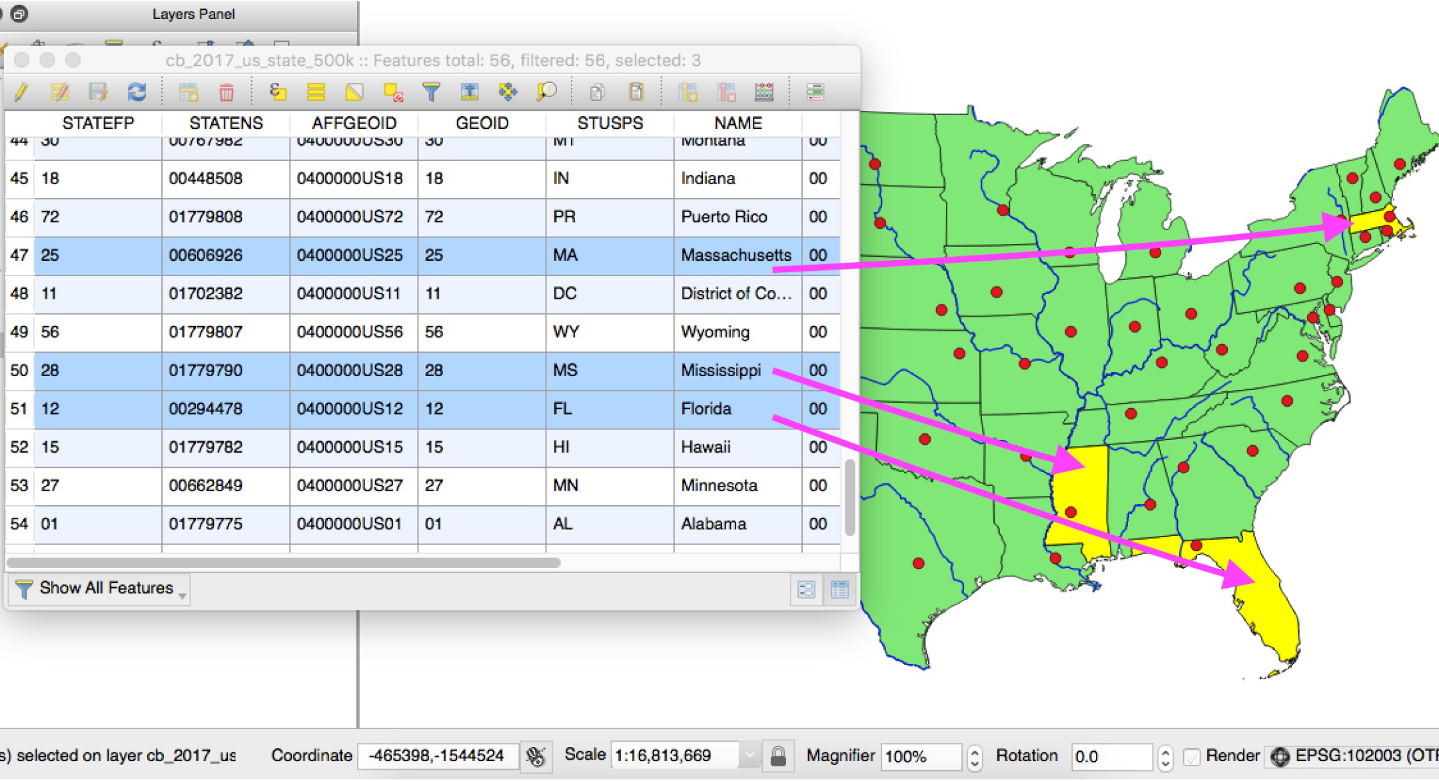 Layers Panel
cb_2017_us_state_500k :: Features total: 56, filtered: 56, selected: 3
STATEFP STATENS AFFGEOID GEOID STUSPS NAME
44 30 00767982 0400000US30 30 MT Montana 00
45 18 00448508 0400000US18 18 IN Indiana 00
46 72 01779808 0400000US72 72 PR Puerto Rico 00
47 25 00606926 0400000US25 25 MA Massachusetts 00
48 11 01702382 0400000US11 11 DC District of Co... 00
49 56 01779807 0400000US56 56 WY Wyoming 00
50 28 01779790 0400000US28 28 MS Mississippi 00
51 12 00294478 0400000US12 12 FL Florida 00
52 15 01779782 0400000US15 15 HI Hawaii 00
53 27 00662849 0400000US27 27 MN Minnesota 00
54 01 01779775 0400000US01 01 AL Alabama 00
Show All Features
s) selected on layer cb_2017_us Coordinate -465398,-1544524 Scale 1:16,813,669 Magnifier 100% Rotation 0.0 Render EPSG:102003 (OTF